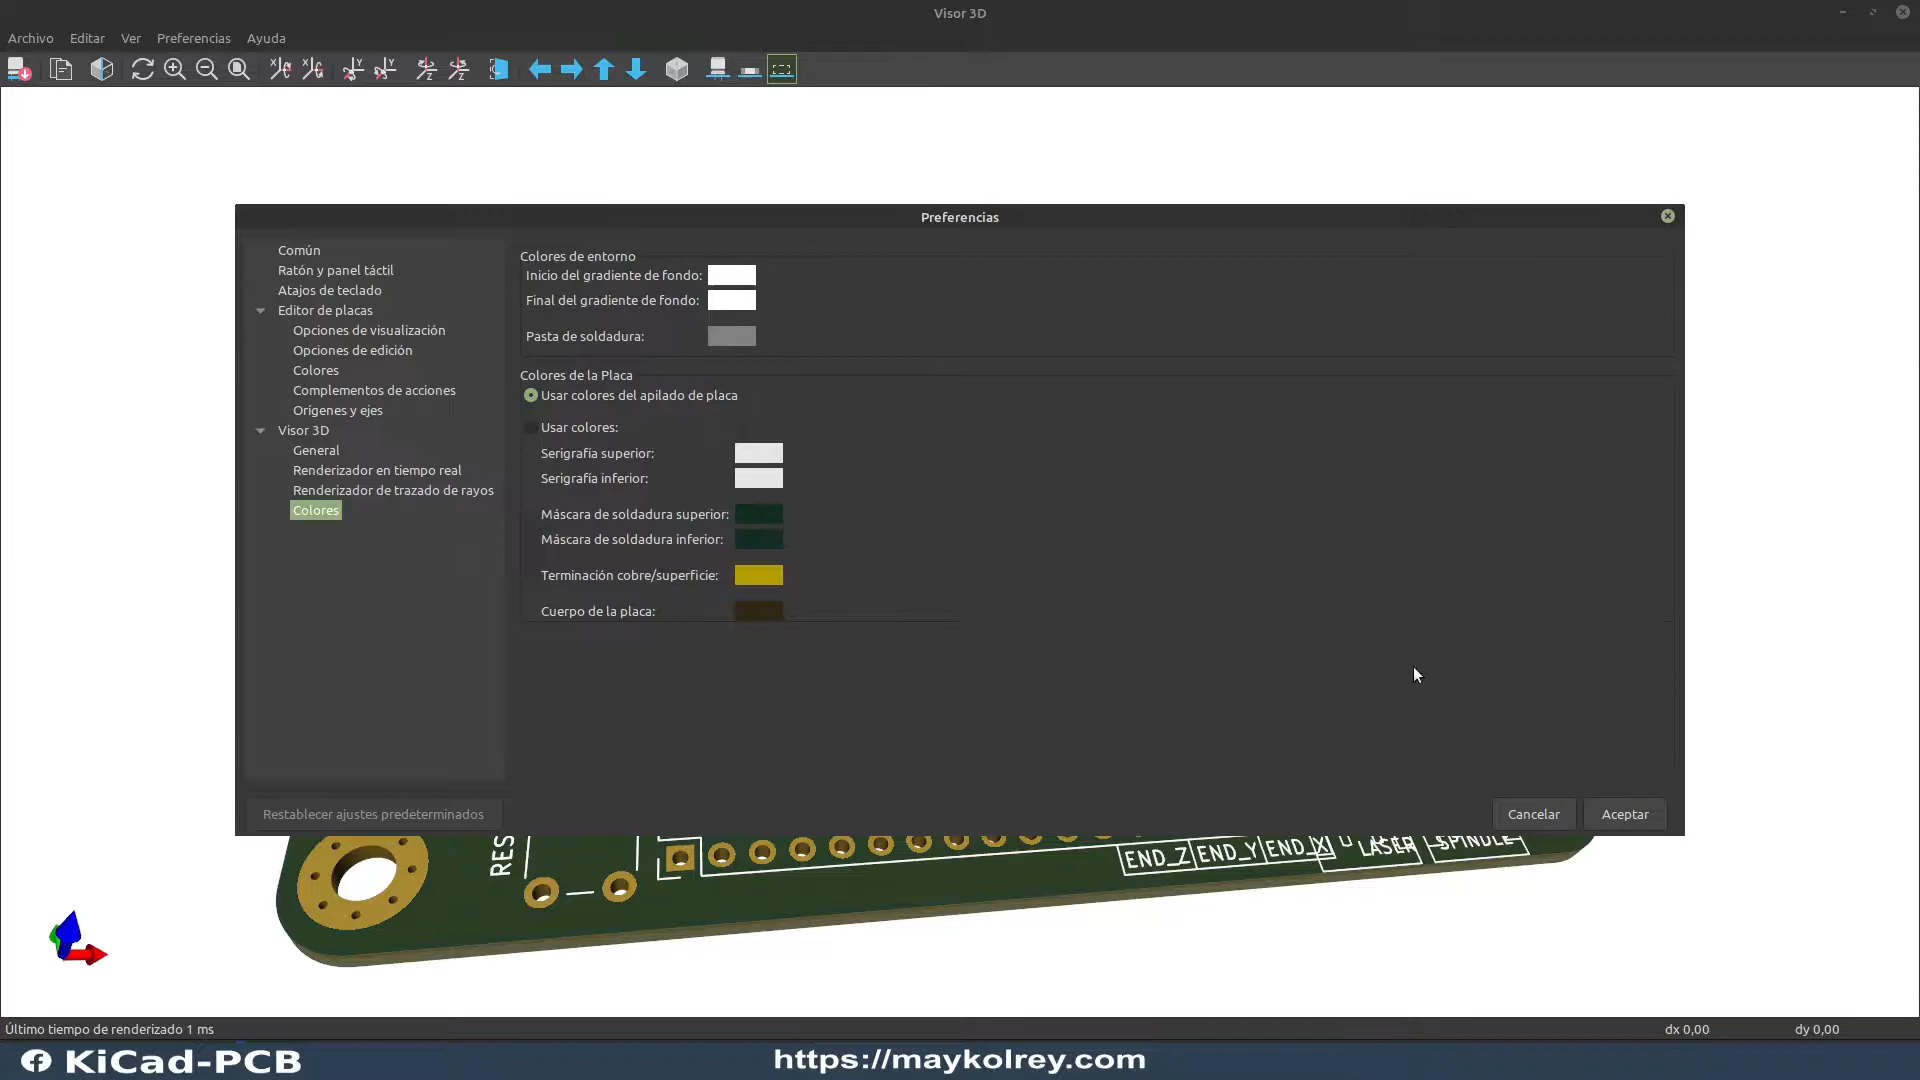 Visor 3D
Archivo Editar Ver Preferencias Ayuda
Preferencias
Común
Ratón y panel táctil
Atajos de teclado
Editor de placas
Opciones de visualización
Opciones de edición
Colores
Complementos de acciones
Orígenes y ejes
Visor 3D
General
Renderizador en tiempo real
Renderizador de trazado de rayos
Colores
Colores de entorno
Inicio del gradiente de fondo:
Final del gradiente de fondo:
Pasta de soldadura:
Colores de la Placa
Usar colores del apilado de placa
Usar colores:
Serigrafía superior:
Serigrafía inferior:
Máscara de soldadura superior:
Máscara de soldadura inferior:
Terminación cobre/superficie:
Cuerpo de la placa:
Restablecer ajustes predeterminados
Cancelar
Aceptar
RES
END_Z END_Y END_X LASER SPINDLE
Último tiempo de renderizado 1 ms
dx 0,00
dy 0,00
KiCad-PCB
https://maykolrey.com